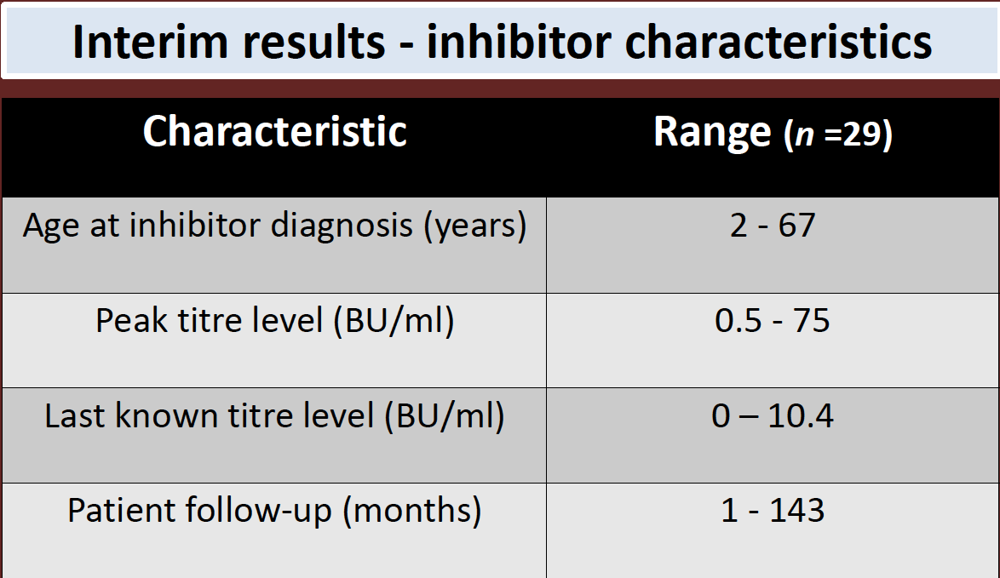 Interim results - inhibitor characteristics
Characteristic Range (n =29)
Age at inhibitor diagnosis (years) 2 - 67
Peak titre level (BU/ml) 0.5 - 75
Last known titre level (BU/ml) 0 – 10.4
Patient follow-up (months) 1 - 143